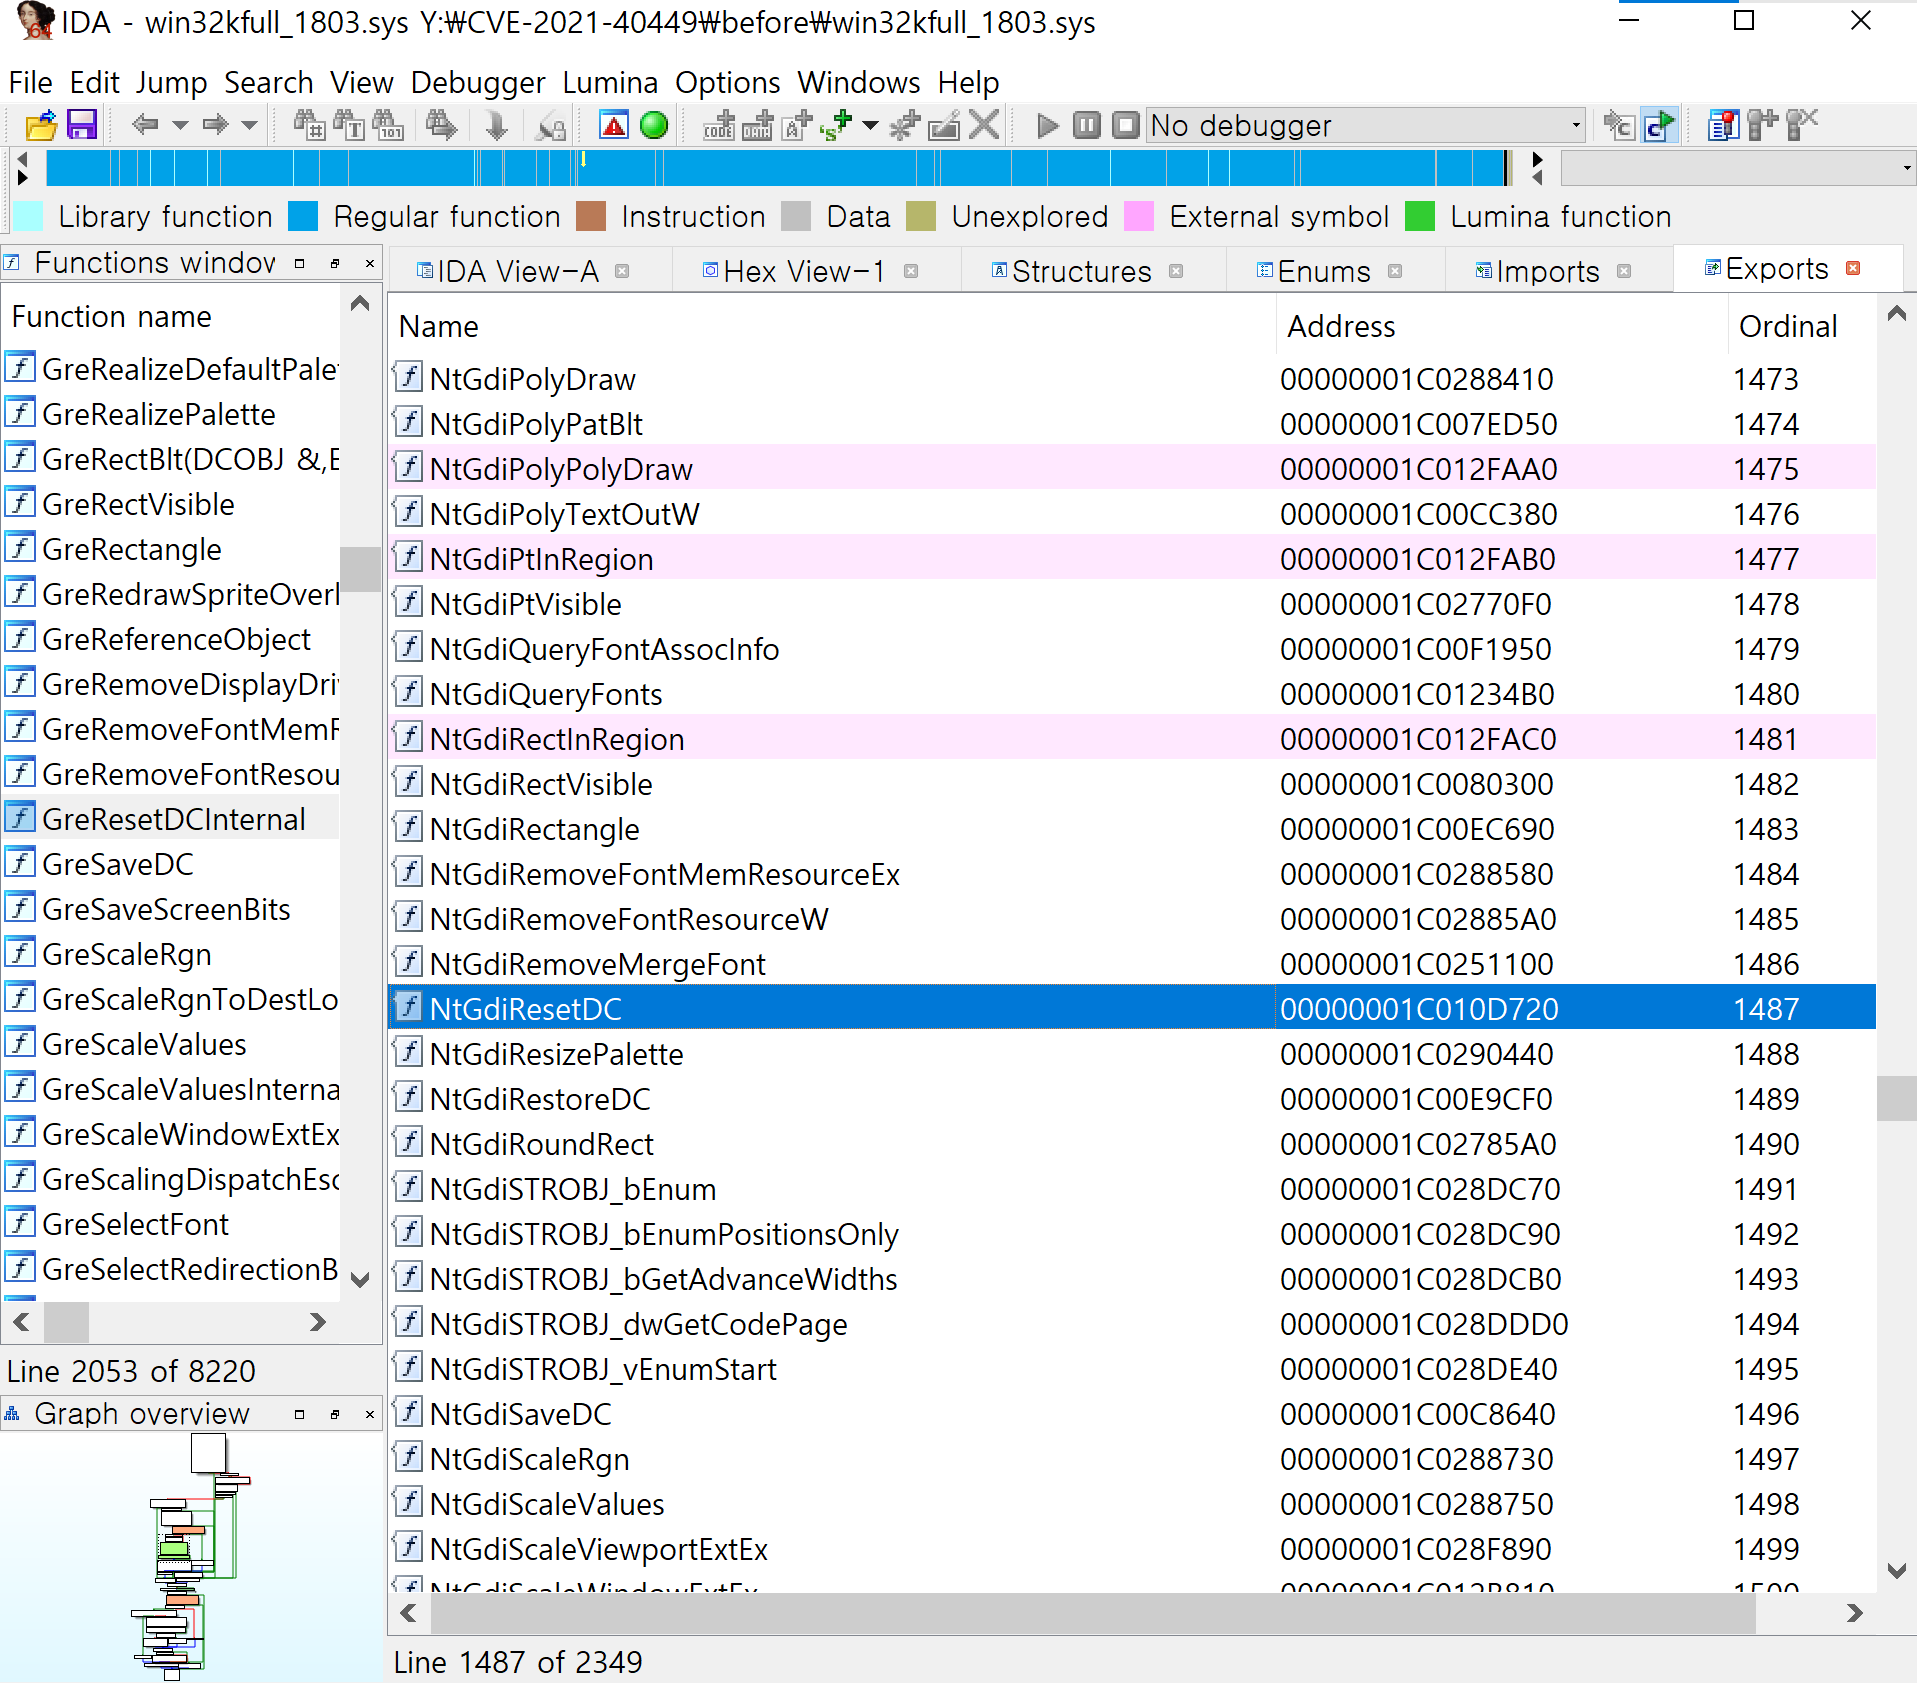 IDA - win32kfull_1803.sys Y:₩CVE-2021-40449₩before₩win32kfull_1803.sys
File Edit Jump Search View Debugger Lumina Options Windows Help
No debugger
Library function Regular function Instruction Data Unexplored External symbol Lumina function
Functions window
IDA View-A Hex View-1 Structures Enums Imports Exports
Function name
GreRealizeDefaultPale
GreRealizePalette
GreRectBlt(DCOBJ &,E
GreRectVisible
GreRectangle
GreRedrawSpriteOverl
GreReferenceObject
GreRemoveDisplayDri
GreRemoveFontMemR
GreRemoveFontResou
GreResetDCInternal
GreSaveDC
GreSaveScreenBits
GreScaleRgn
GreScaleRgnToDestLo
GreScaleValues
GreScaleValuesInterna
GreScaleWindowExtEx
GreScalingDispatchEsc
GreSelectFont
GreSelectRedirectionB
Line 2053 of 8220
Graph overview
Name Address Ordinal
NtGdiPolyDraw 00000001C0288410 1473
NtGdiPolyPatBlt 00000001C007ED50 1474
NtGdiPolyPolyDraw 00000001C012FAA0 1475
NtGdiPolyTextOutW 00000001C00CC380 1476
NtGdiPtInRegion 00000001C012FAB0 1477
NtGdiPtVisible 00000001C02770F0 1478
NtGdiQueryFontAssocInfo 00000001C00F1950 1479
NtGdiQueryFonts 00000001C01234B0 1480
NtGdiRectInRegion 00000001C012FAC0 1481
NtGdiRectVisible 00000001C0080300 1482
NtGdiRectangle 00000001C00EC690 1483
NtGdiRemoveFontMemResourceEx 00000001C0288580 1484
NtGdiRemoveFontResourceW 00000001C02885A0 1485
NtGdiRemoveMergeFont 00000001C0251100 1486
NtGdiResetDC 00000001C010D720 1487
NtGdiResizePalette 00000001C0290440 1488
NtGdiRestoreDC 00000001C00E9CF0 1489
NtGdiRoundRect 00000001C02785A0 1490
NtGdiSTROBJ_bEnum 00000001C028DC70 1491
NtGdiSTROBJ_bEnumPositionsOnly 00000001C028DC90 1492
NtGdiSTROBJ_bGetAdvanceWidths 00000001C028DCB0 1493
NtGdiSTROBJ_dwGetCodePage 00000001C028DDD0 1494
NtGdiSTROBJ_vEnumStart 00000001C028DE40 1495
NtGdiSaveDC 00000001C00C8640 1496
NtGdiScaleRgn 00000001C0288730 1497
NtGdiScaleValues 00000001C0288750 1498
NtGdiScaleViewportExtEx 00000001C028F890 1499
NtGdiScaleWindowExtEx 00000001C012B810 1500
Line 1487 of 2349